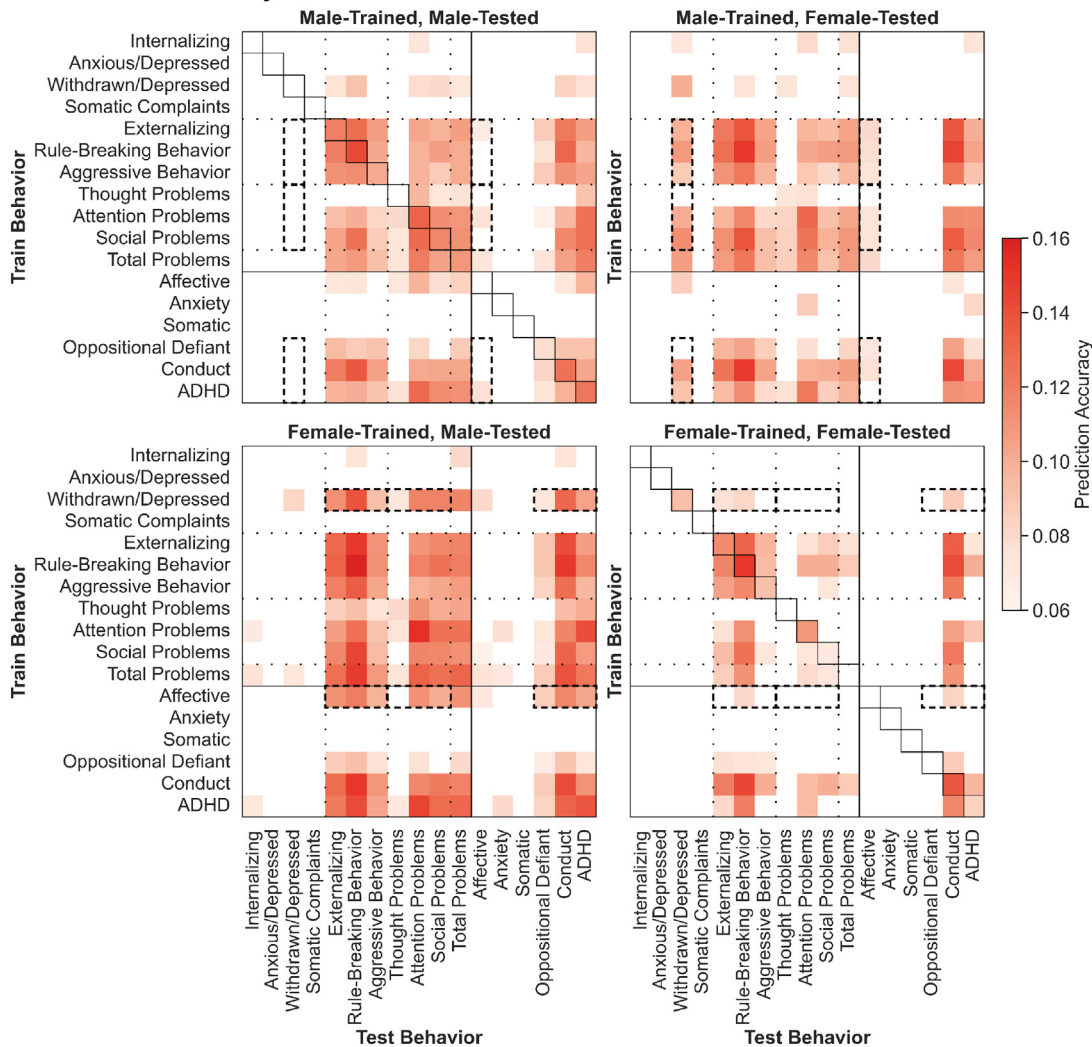 Male-Trained, Male-Tested
Male-Trained, Female-Tested
Train Behavior
Internalizing
Anxious/Depressed
Withdrawn/Depressed
Somatic Complaints
Externalizing
Rule-Breaking Behavior
Aggressive Behavior
Thought Problems
Attention Problems
Social Problems
Total Problems
Affective
Anxiety
Somatic
Oppositional Defiant
Conduct
ADHD
Train Behavior
0.16
0.14
0.12
0.10
0.08
0.06
Prediction Accuracy
Female-Trained, Male-Tested
Female-Trained, Female-Tested
Train Behavior
Internalizing
Anxious/Depressed
Withdrawn/Depressed
Somatic Complaints
Externalizing
Rule-Breaking Behavior
Aggressive Behavior
Thought Problems
Attention Problems
Social Problems
Total Problems
Affective
Anxiety
Somatic
Oppositional Defiant
Conduct
ADHD
Train Behavior
Internalizing
Anxious/Depressed
Withdrawn/Depressed
Somatic Complaints
Externalizing
Rule-Breaking Behavior
Aggressive Behavior
Thought Problems
Attention Problems
Social Problems
Total Problems
Affective
Anxiety
Somatic
Oppositional Defiant
Conduct
ADHD
Test Behavior
Internalizing
Anxious/Depressed
Withdrawn/Depressed
Somatic Complaints
Externalizing
Rule-Breaking Behavior
Aggressive Behavior
Thought Problems
Attention Problems
Social Problems
Total Problems
Affective
Anxiety
Somatic
Oppositional Defiant
Conduct
ADHD
Test Behavior